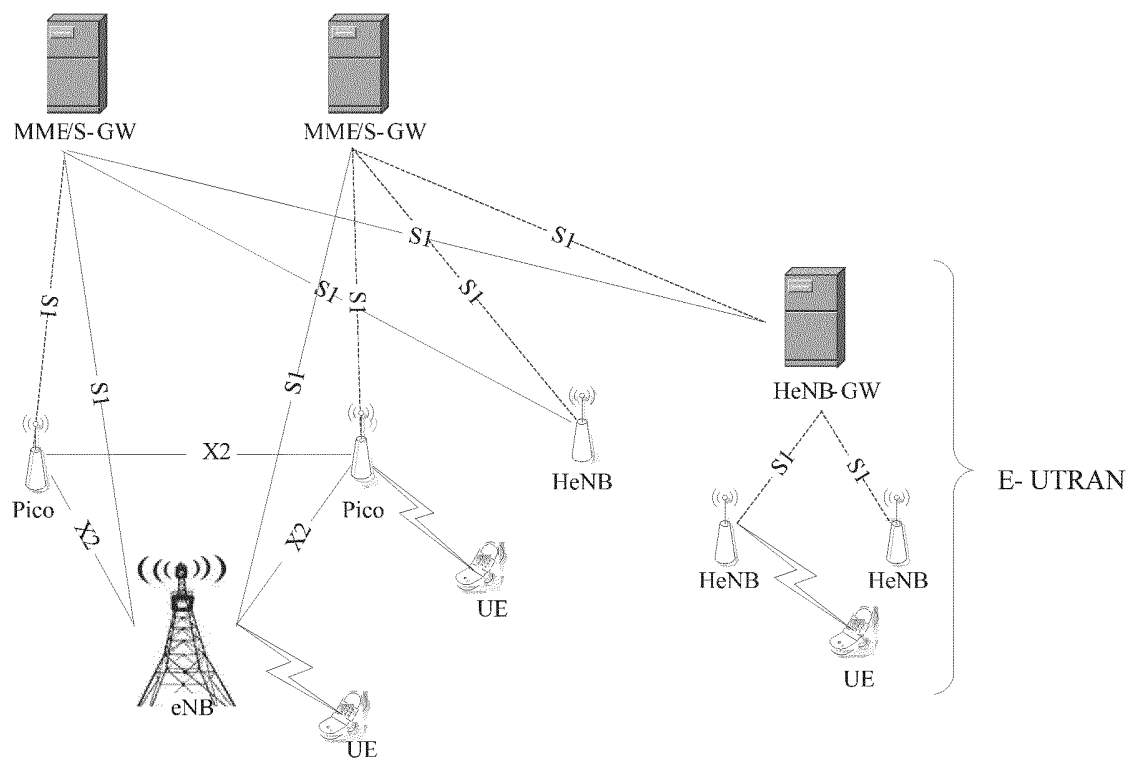 MME/S-GW
MME/S-GW
S1
S1
S1
S1
S1
S1
S1
S1
HeNB-GW
X2
S1
S1
HeNB
E- UTRAN
Pico
Pico
X2
X2
HeNB
HeNB
UE
UE
eNB
UE